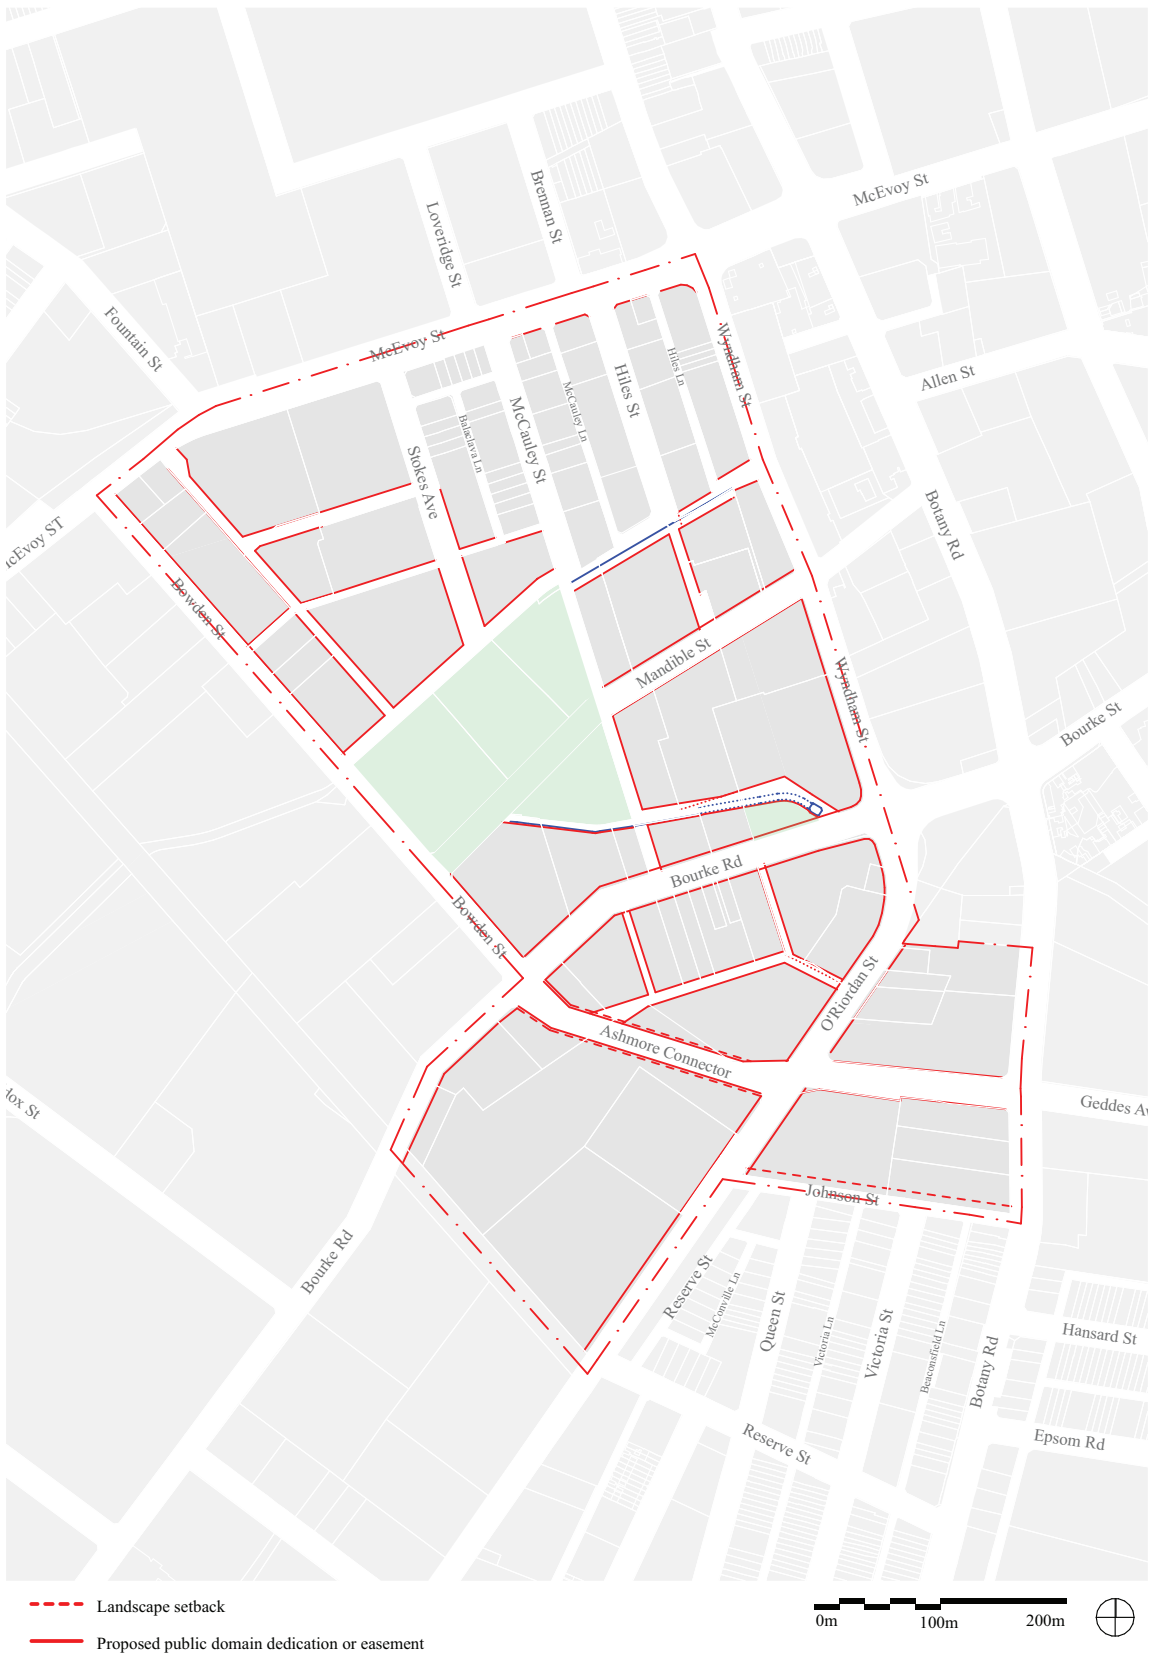 McEvoy St
Brennan St
Loveridge St
Fountain St
McEvoy St
Wyndham St
Hiles Ln
Hiles St
Allen St
McCauley Ln
McCauley St
Balaclava Ln
Stokes Ave
Botany Rd
cEvoy ST
Bowden St
Mandible St
Wyndham St
Bourke St
Bourke Rd
Bowden St
O'Riordan St
Ashmore Connector
dox St
Geddes Av
Johnson St
Bourke Rd
Reserve St
McConville Ln
Queen St
Victoria Ln
Victoria St
Beaconsfield Ln
Botany Rd
Hansard St
Reserve St
Epsom Rd
Landscape setback
0m 100m 200m
Proposed public domain dedication or easement